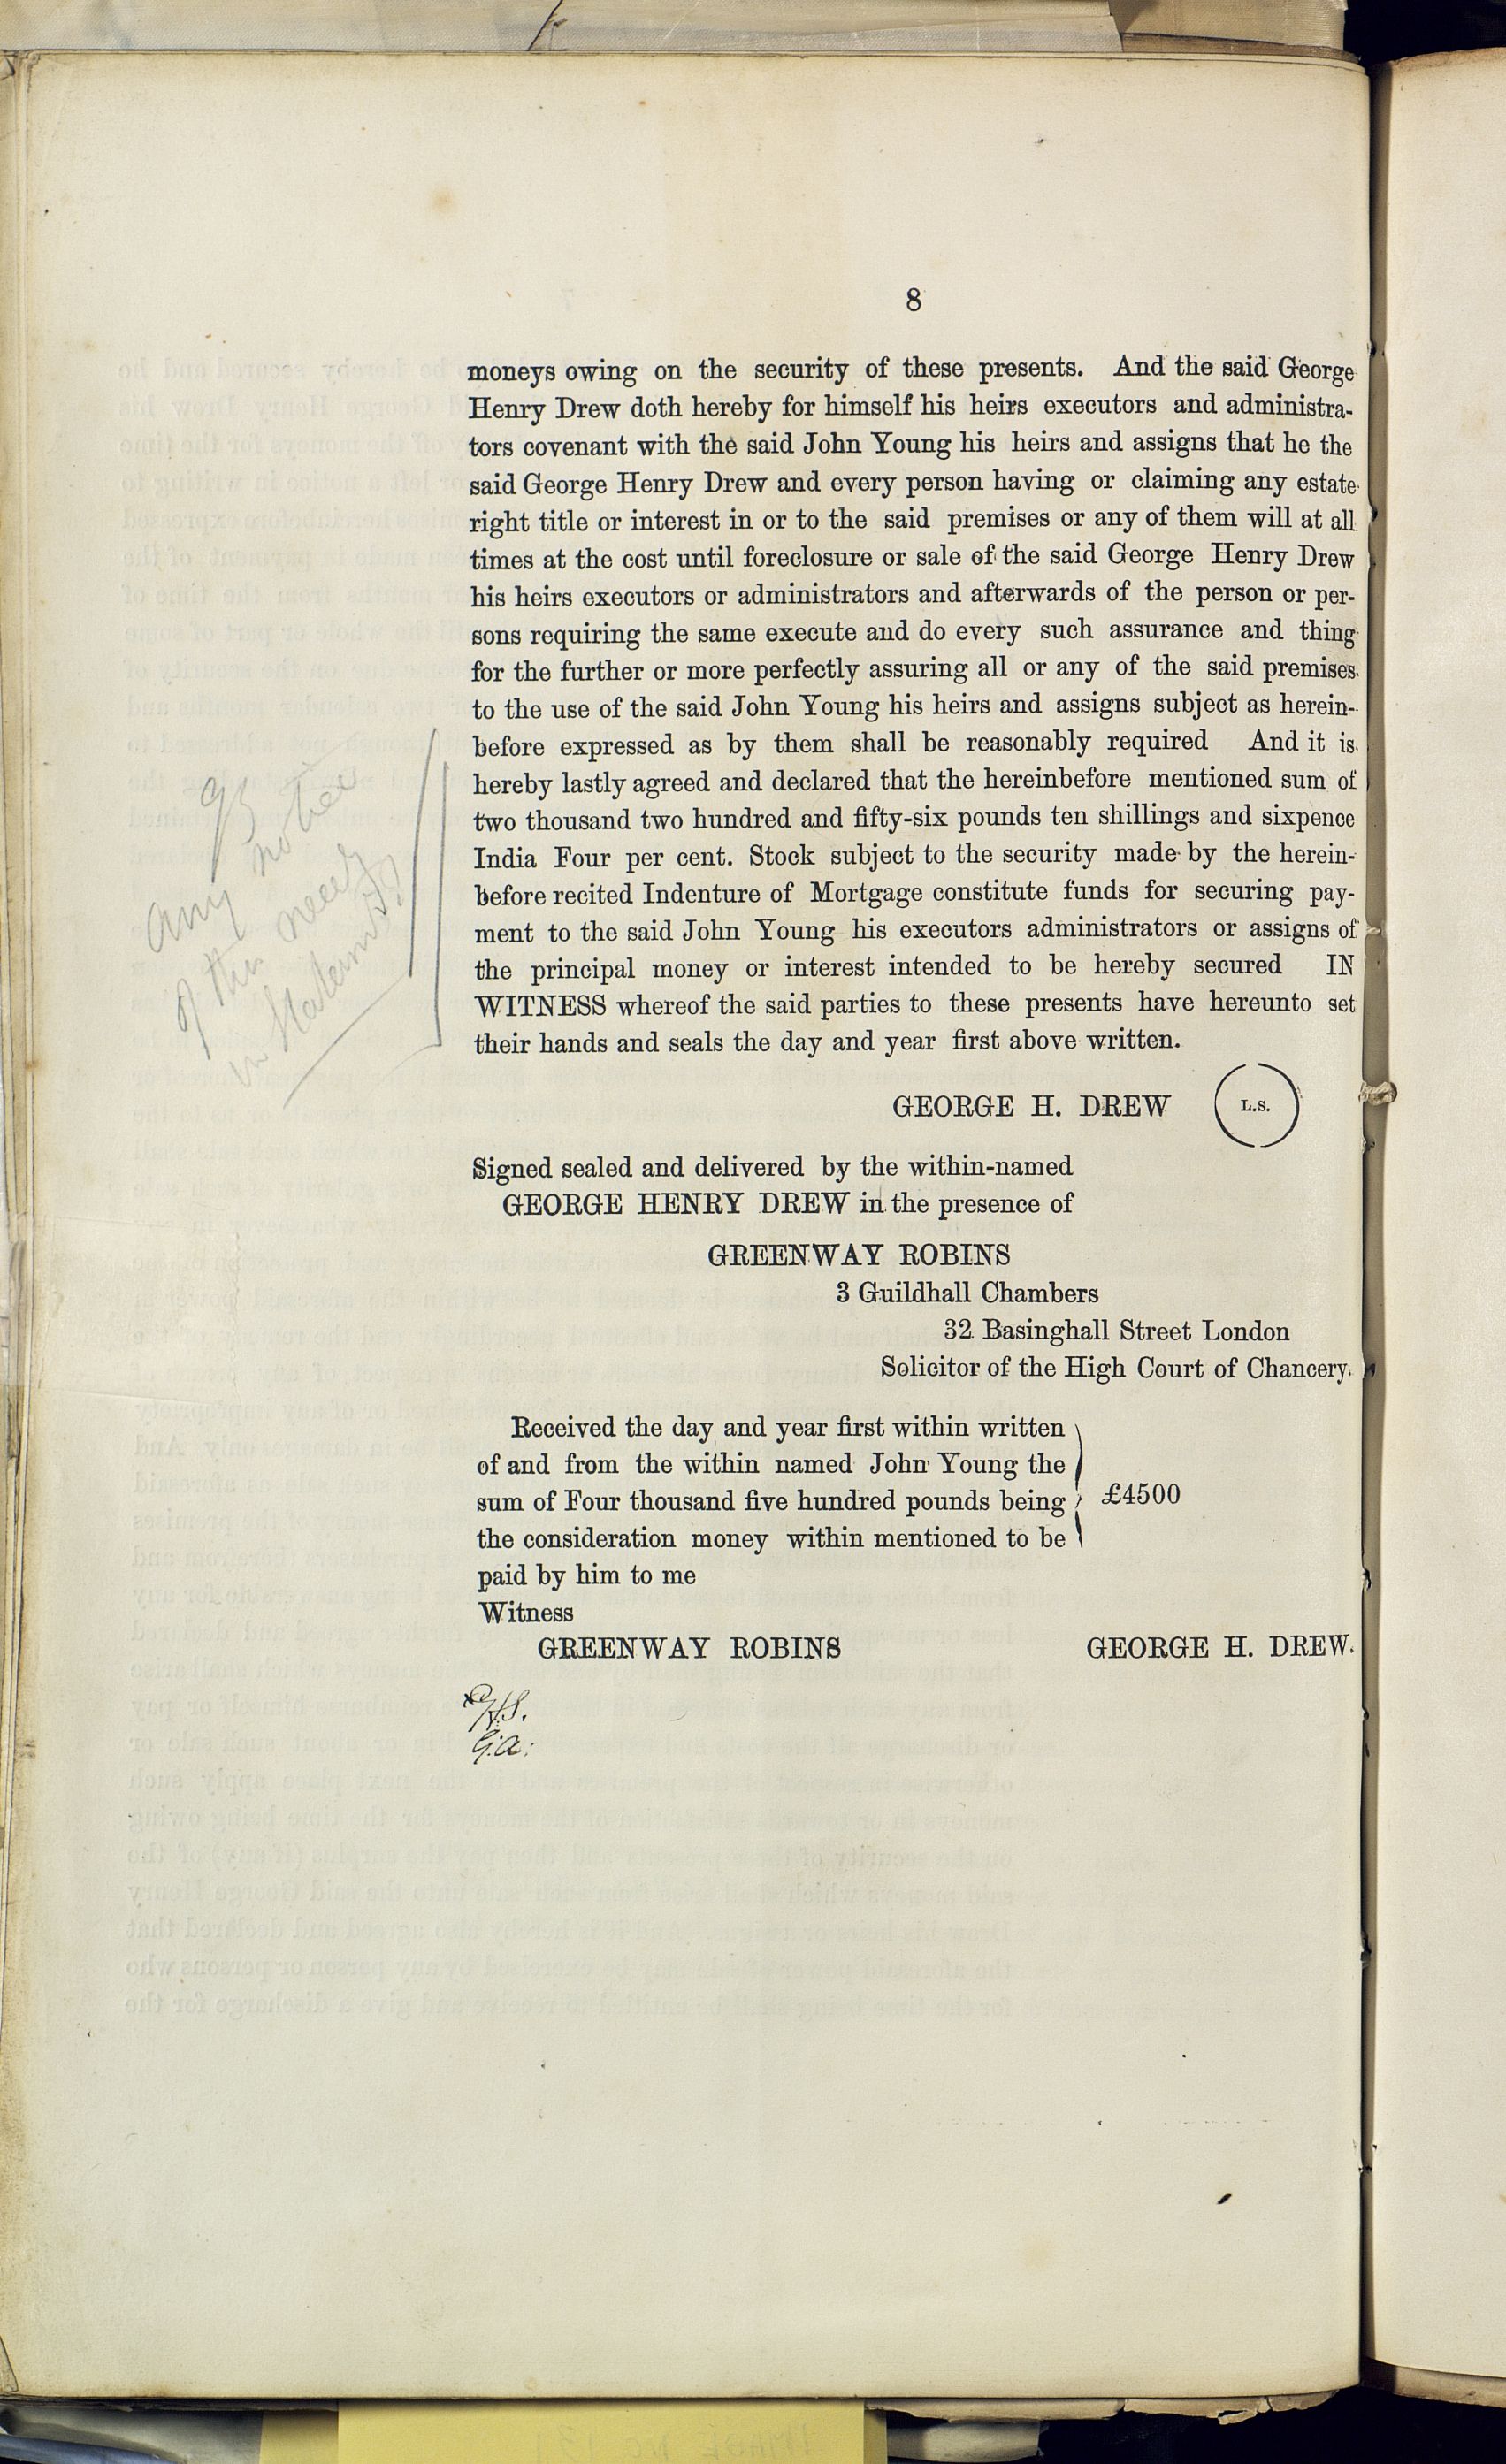 8
moneys owing on the security of these presents. And the said George
Henry Drew doth hereby for himself his heirs executors and administra-
tors covenant with the said John Young his heirs and assigns that he the
said George Henry Drew and every person having or claiming any estate
right title or interest in or to the said premises or any of them will at all
times at the cost until foreclosure or sale of the said George Henry Drew
his heirs executors or administrators and afterwards of the person or per-
sons requiring the same execute and do every such assurance and thing
for the further or more perfectly assuring all or any of the said premises
to the use of the said John Young his heirs and assigns subject as herein-
before expressed as by them shall be reasonably required And it is
hereby lastly agreed and declared that the hereinbefore mentioned sum of
two thousand two hundred and fifty-six pounds ten shillings and sixpence
India Four per cent. Stock subject to the security made by the herein-
before recited Indenture of Mortgage constitute funds for securing pay-
ment to the said John Young his executors administrators or assigns of
the principal money or interest intended to be hereby secured IN
WITNESS whereof the said parties to these presents have hereunto set
their hands and seals the day and year first above written.
any notice
of this
in
GEORGE H. DREW L.S.
Signed sealed and delivered by the within-named
GEORGE HENRY DREW in the presence of
GREENWAY ROBINS
3 Guildhall Chambers
32 Basinghall Street London
Solicitor of the High Court of Chancery.
Received the day and year first within written
of and from the within named John Young the
sum of Four thousand five hundred pounds being
£4500
the consideration money within mentioned to be
paid by him to me
Witness
GREENWAY ROBINS GEORGE H. DREW.
G.a: